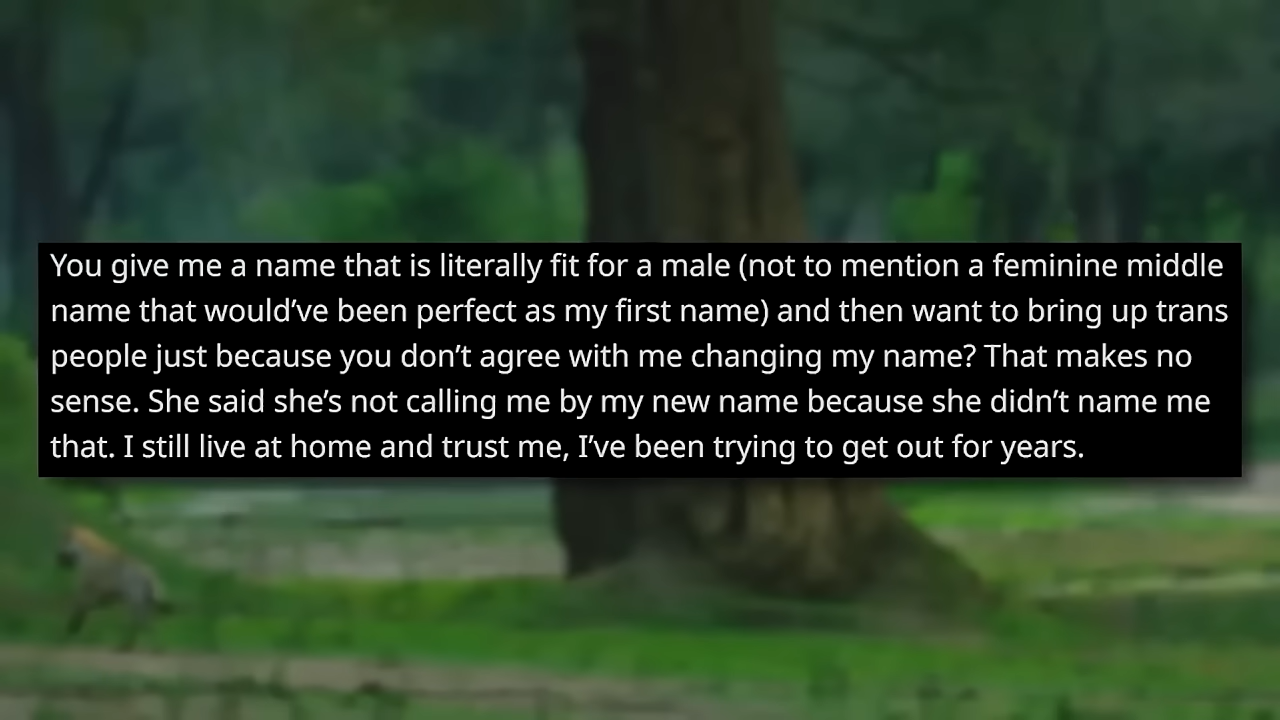 You give me a name that is literally fit for a male (not to mention a feminine middle
name that would’ve been perfect as my first name) and then want to bring up trans
people just because you don’t agree with me changing my name? That makes no
sense. She said she’s not calling me by my new name because she didn’t name me
that. I still live at home and trust me, I’ve been trying to get out for years.